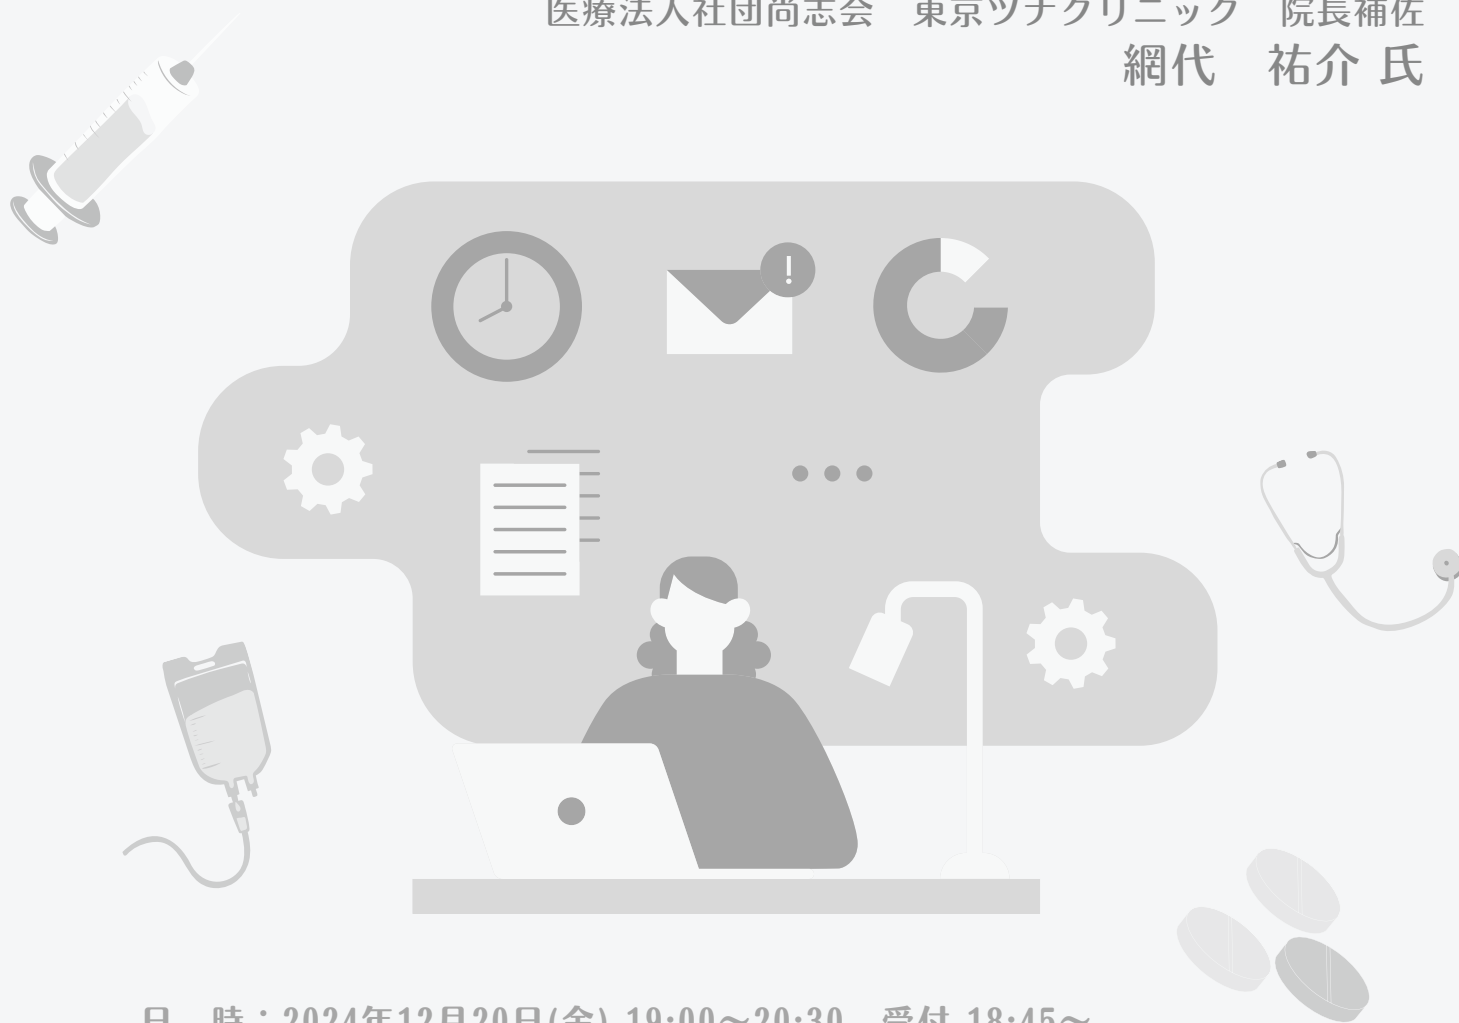 医療法人社団尚志会　東京ツナクリニック　院長補佐
網代　祐介 氏
日　時：2024年12月20日(金) 19:00〜20:30　受付 18:45〜